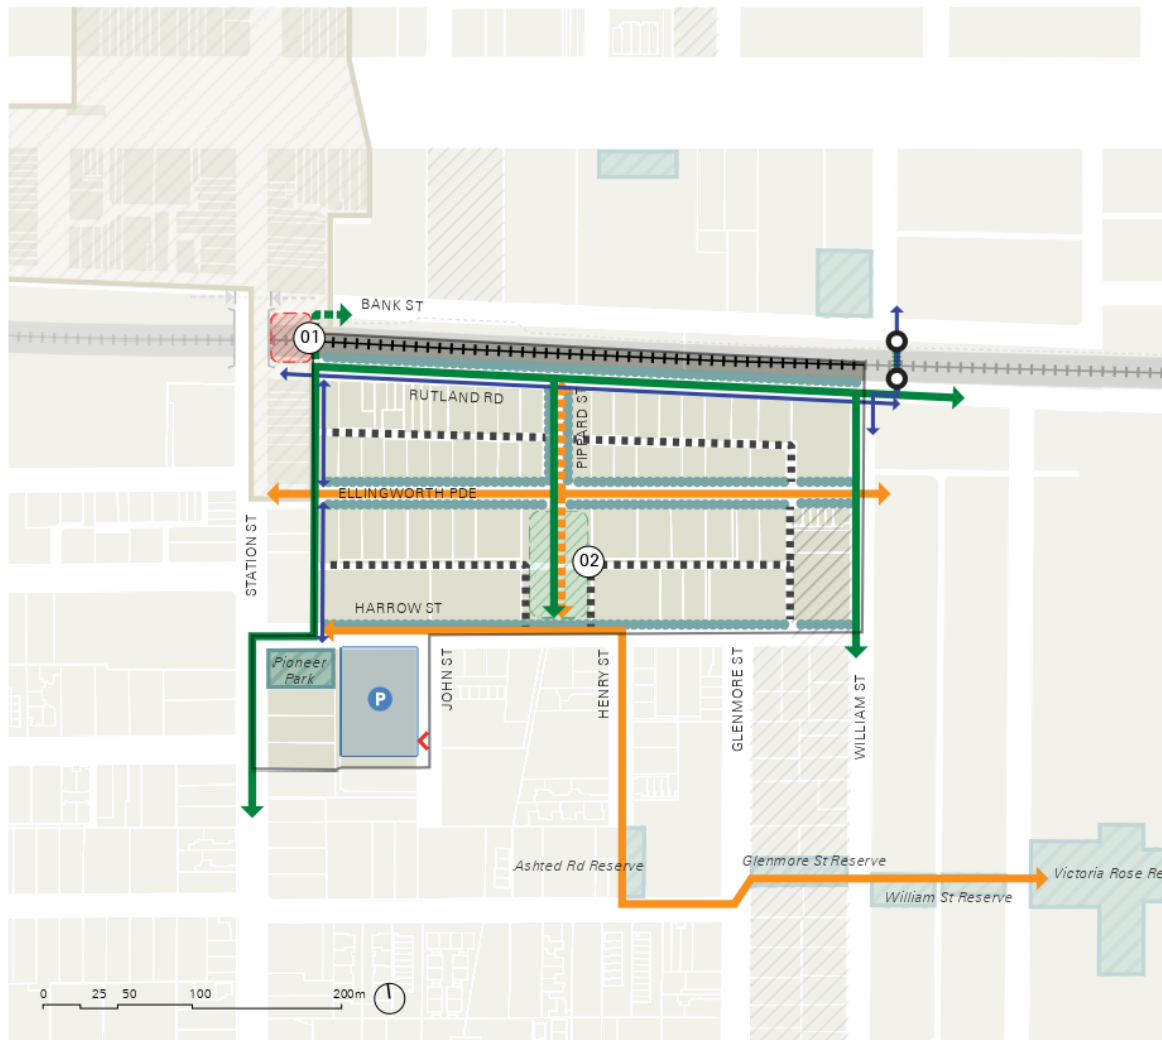 BANK ST
01
RUTLAND RD
PIPPARD ST
ELLINGWORTH PDE
STATION ST
02
HARROW ST
Pioneer
Park
P
JOHN ST
HENRY ST
GLENMORE ST
WILLIAM ST
Ashted Rd Reserve
Glenmore St Reserve
Victoria Rose Re
William St Reserve
0 25 50 100 200m